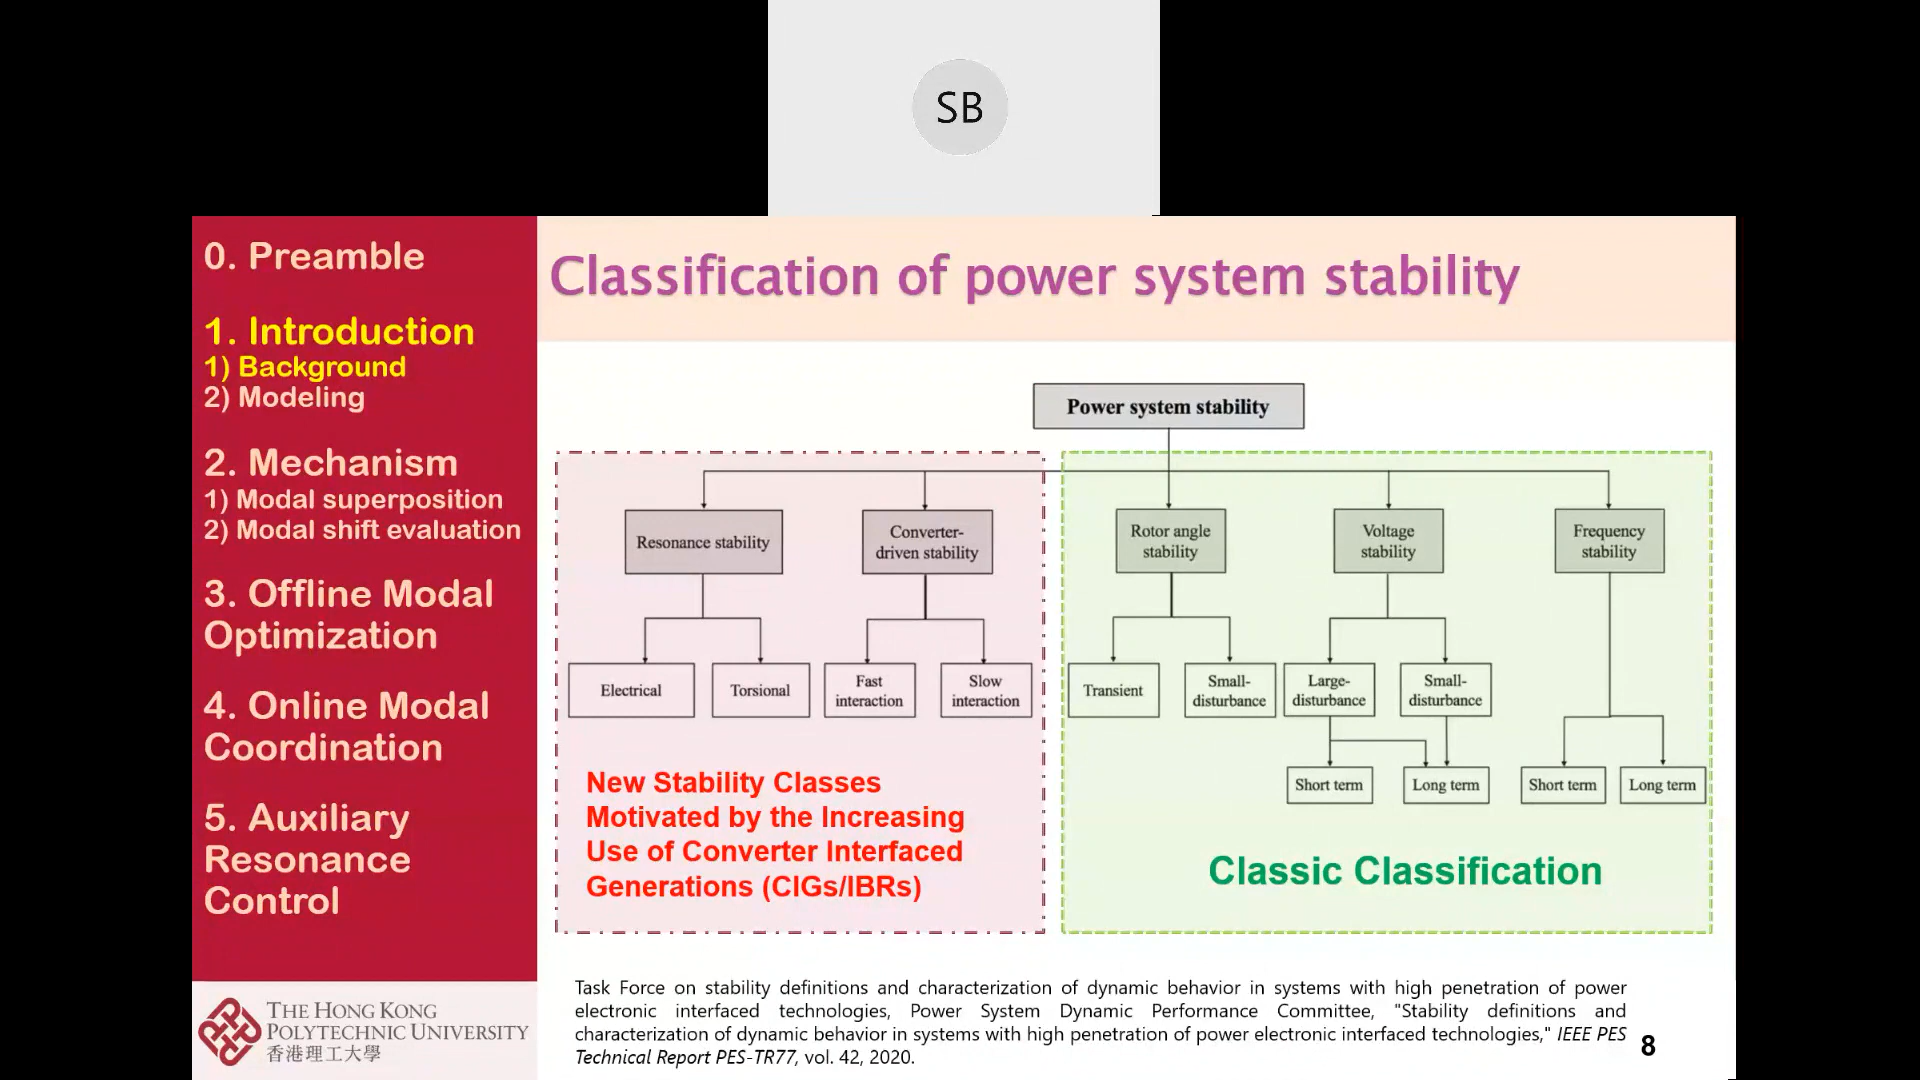 SB
0. Preamble
1. Introduction
1) Background
2) Modeling
2. Mechanism
1) Modal superposition
2) Modal shift evaluation
3. Offline Modal
Optimization
4. Online Modal
Coordination
5. Auxiliary
Resonance
Control
THE HONG KONG
POLYTECHNIC UNIVERSITY
香港理工大學
Classification of power system stability
Power system stability
Resonance stability
Converter-
driven stability
Rotor angle
stability
Voltage
stability
Frequency
stability
Electrical
Torsional
Fast
interaction
Slow
interaction
Transient
Small-
disturbance
Large-
disturbance
Small-
disturbance
Short term
Long term
Short term
Long term
New Stability Classes
Motivated by the Increasing
Use of Converter Interfaced
Generations (CIGs/IBRs)
Classic Classification
Task Force on stability definitions and characterization of dynamic behavior in systems with high penetration of power
electronic interfaced technologies, Power System Dynamic Performance Committee, "Stability definitions and
characterization of dynamic behavior in systems with high penetration of power electronic interfaced technologies," IEEE PES
Technical Report PES-TR77, vol. 42, 2020.
8